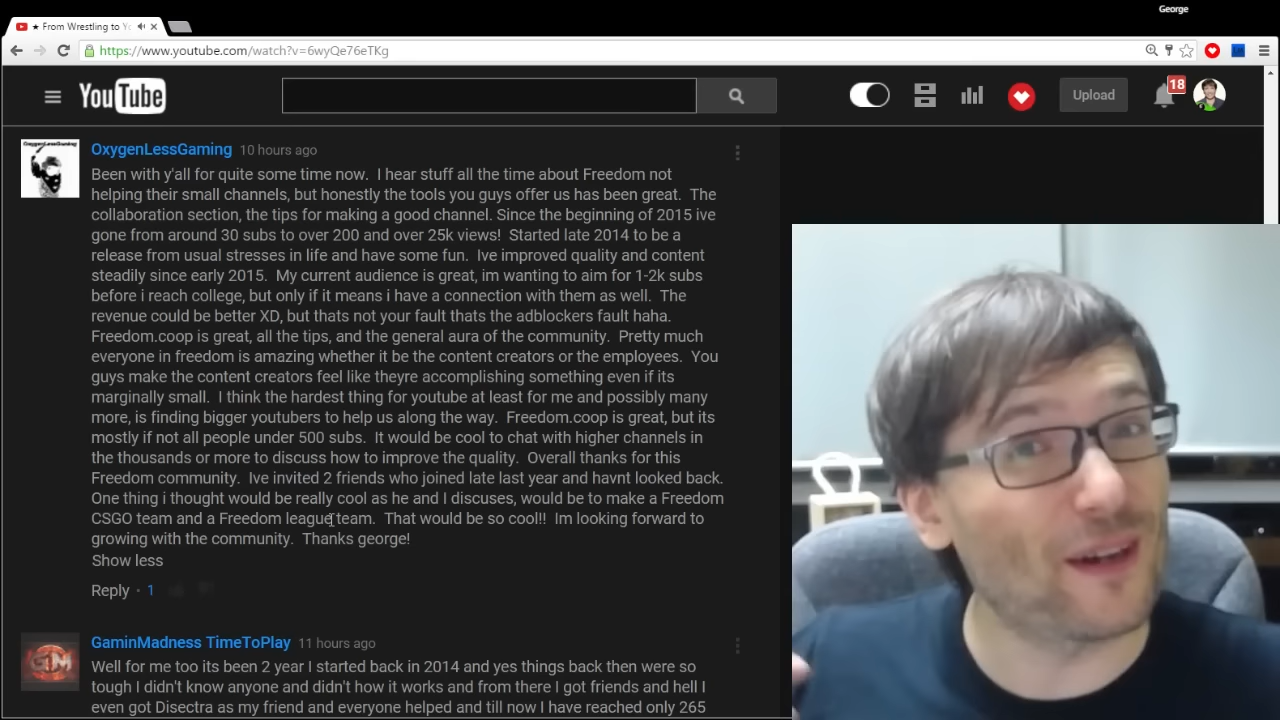 George
★ From Wrestling to Y
https://www.youtube.com/watch?v=6wyQe76eTKg
YouTube
Upload
18
OxygenLessGaming 10 hours ago
Been with y'all for quite some time now. I hear stuff all the time about Freedom not
helping their small channels, but honestly the tools you guys offer us has been great. The
collaboration section, the tips for making a good channel. Since the beginning of 2015 ive
gone from around 30 subs to over 200 and over 25k views! Started late 2014 to be a
release from usual stresses in life and have some fun. Ive improved quality and content
steadily since early 2015. My current audience is great, im wanting to aim for 1-2k subs
before i reach college, but only if it means i have a connection with them as well. The
revenue could be better XD, but thats not your fault thats the adblockers fault haha.
Freedom.coop is great, all the tips, and the general aura of the community. Pretty much
everyone in freedom is amazing whether it be the content creators or the employees. You
guys make the content creators feel like theyre accomplishing something even if its
marginally small. I think the hardest thing for youtube at least for me and possibly many
more, is finding bigger youtubers to help us along the way. Freedom.coop is great, but its
mostly if not all people under 500 subs. It would be cool to chat with higher channels in
the thousands or more to discuss how to improve the quality. Overall thanks for this
Freedom community. Ive invited 2 friends who joined late last year and havnt looked back.
One thing i thought would be really cool as he and I discuses, would be to make a Freedom
CSGO team and a Freedom league team. That would be so cool!! Im looking forward to
growing with the community. Thanks george!
Show less
Reply · 1
GaminMadness TimeToPlay 11 hours ago
Well for me too its been 2 year I started back in 2014 and yes things back then were so
tough I didn't know anyone and didn't how it works and from there I got friends and hell I
even got Disectra as my friend and everyone helped and till now I have reached only 265